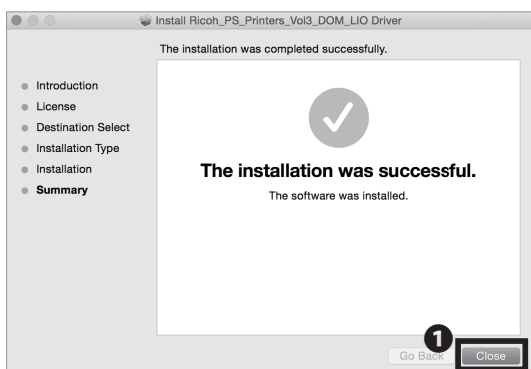 Install Ricoh_PS_Printers_Vol3_DOM_LIO Driver
The installation was completed successfully.
Introduction
License
Destination Select
Installation Type
Installation
Summary
The installation was successful.
The software was installed.
1
Go Back
Close